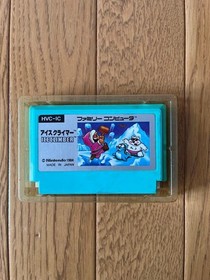 HVC-IC
ファミリー コンピュータ
アイスクライマー
ICE CLIMBER
© Nintendo 1984
MADE IN JAPAN